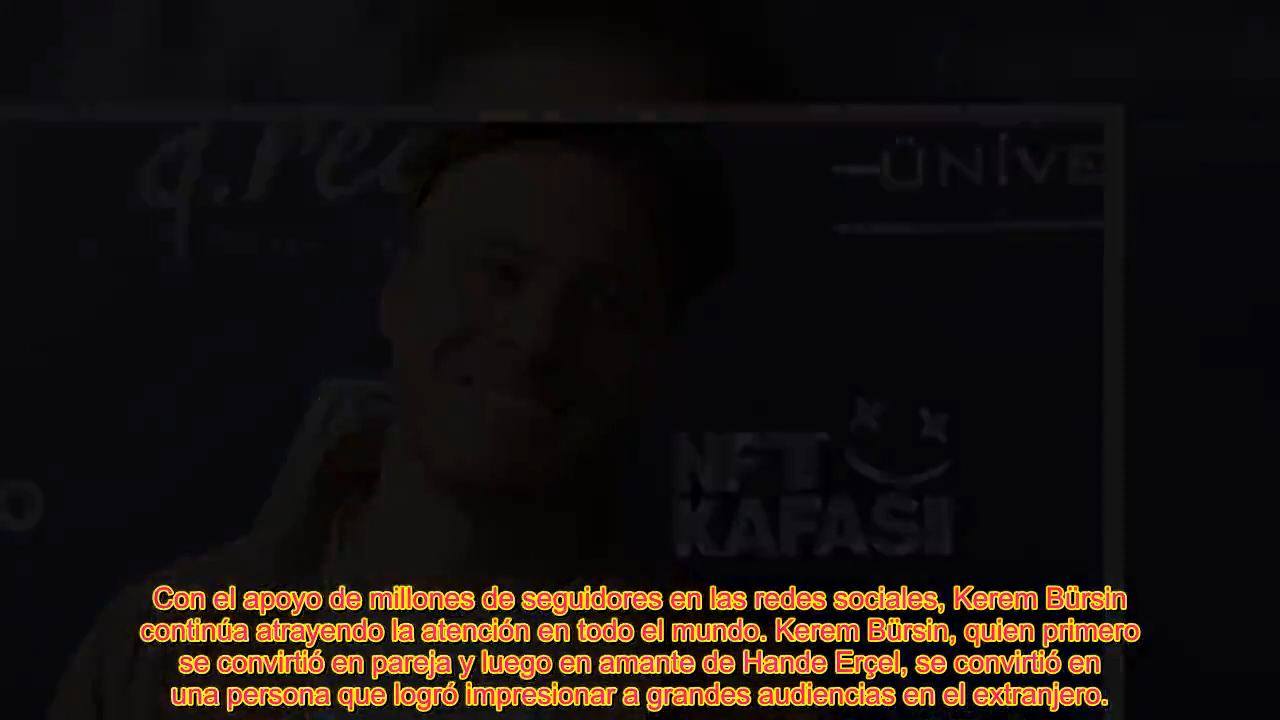 ÜNİVE
NFT
KAFASI
Con el apoyo de millones de seguidores en las redes sociales, Kerem Bürsin
continúa atrayendo la atención en todo el mundo. Kerem Bürsin, quien primero
se convirtió en pareja y luego en amante de Hande Erçel, se convirtió en
una persona que logró impresionar a grandes audiencias en el extranjero.